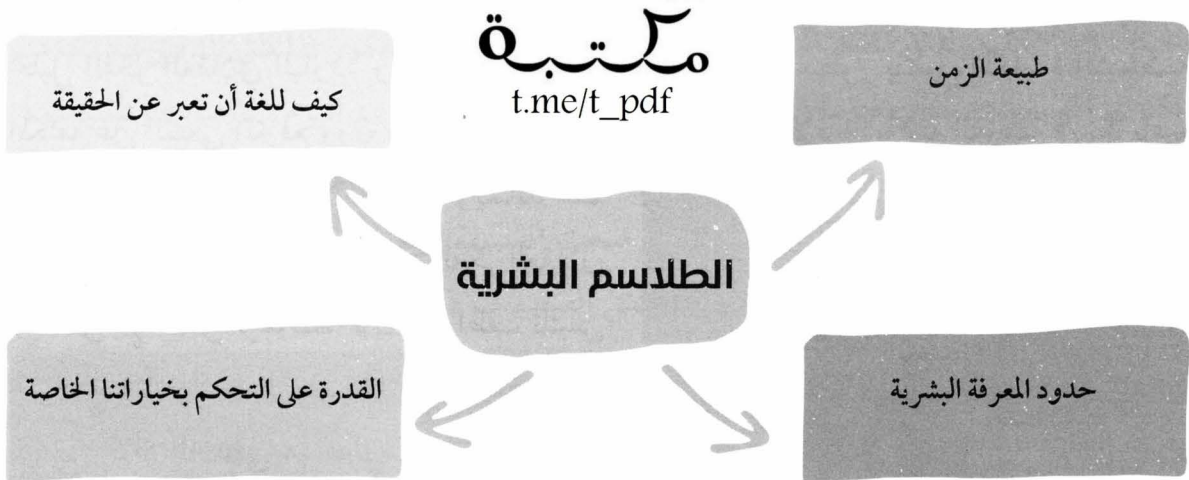 مكتبة
t.me/t_pdf
طبيعة الزمن
كيف للغة أن تعبر عن الحقيقة
الطلاسم البشرية
حدود المعرفة البشرية
القدرة على التحكم بخياراتنا الخاصة